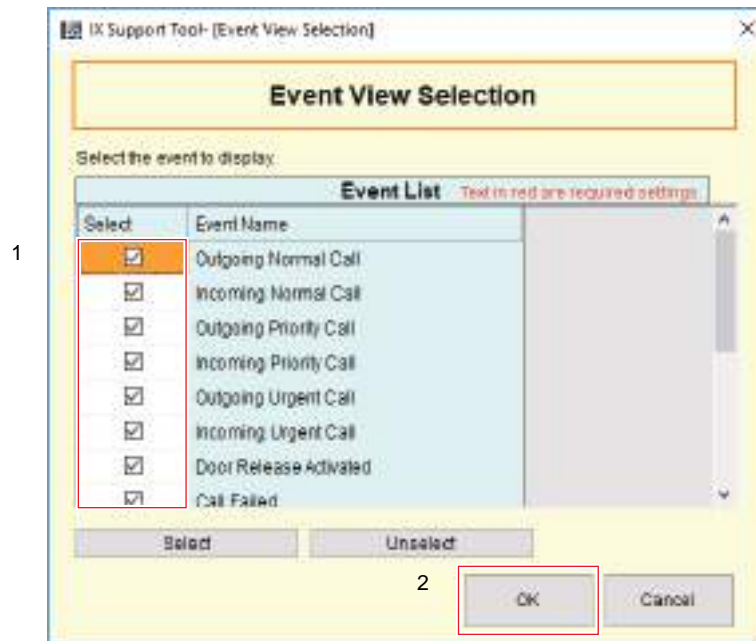 IX Support Tool- [Event View Selection]
Event View Selection
Select the event to display.
Event List Text in red are required settings
Select Event Name
1
Outgoing Normal Call
Incoming Normal Call
Outgoing Priority Call
Incoming Priority Call
Outgoing Urgent Call
Incoming Urgent Call
Door Release Activated
Call Failed
Select Unselect
2
OK Cancel